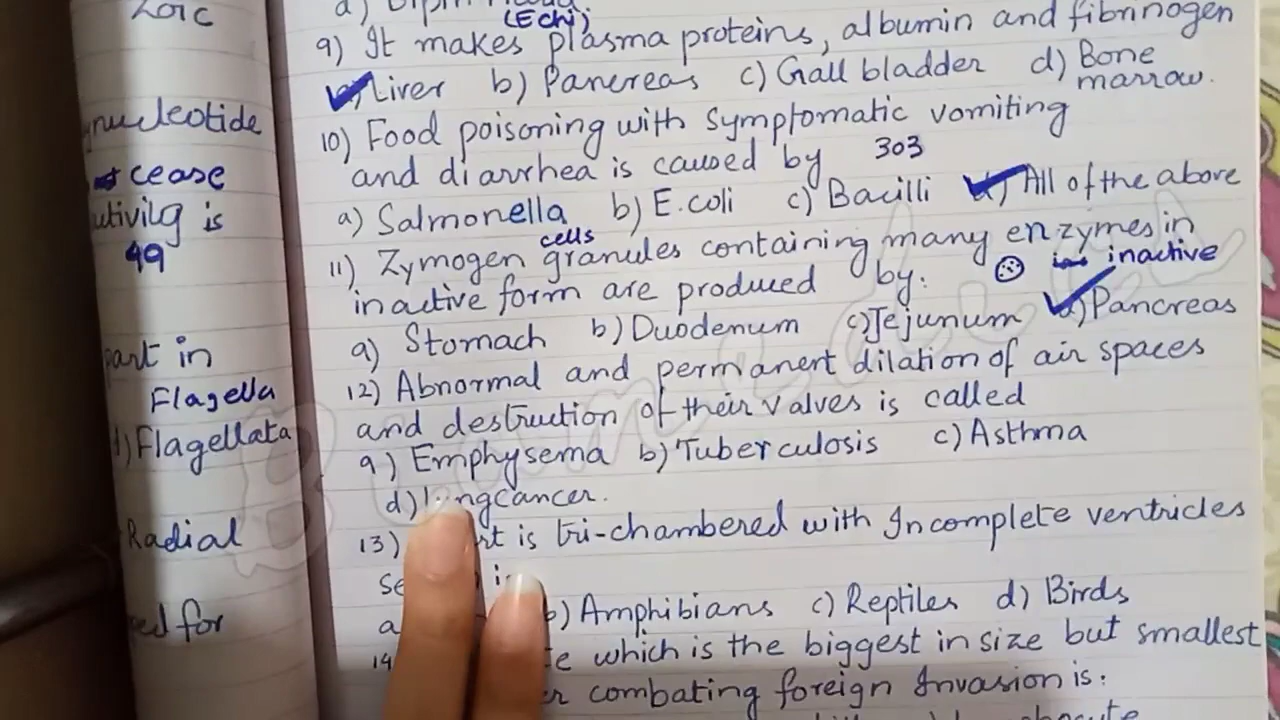 Zoic
(Echi)
9) It makes plasma proteins, albumin and fibrinogen
a) Liver b) Pancreas c) Gall bladder d) Bone marrow.
nucleotide
10) Food poisoning with symptomatic vomiting
and diarrhea is caused by 303
cease
a) Salmonella b) E.coli c) Bacilli d) All of the above
is
49
cells
11) Zymogen granules containing many enzymes in
inactive
inactive form are produced by:
a) Stomach b) Duodenum c) Jejunum d) Pancreas
part in
12) Abnormal and permanent dilation of air spaces
Flagella
and destruction of their valves is called
d) Flagellata
a) Emphysema b) Tuberculosis c) Asthma
d) lung cancer.
Radial
13) is tri-chambered with Incomplete ventricles
b) Amphibians c) Reptiles d) Birds
for
14 which is the biggest in size but smallest
combating foreign Invasion is: